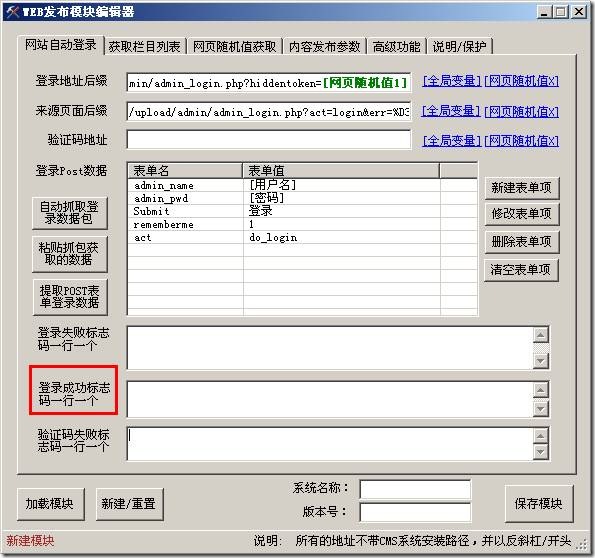 WEB发布模块编辑器
网站自动登录 获取栏目列表 网页随机值获取 内容发布参数 高级功能 说明/保护
登录地址后缀 min/admin_login.php?hiddentoken=[网页随机值1] [全局变量] [网页随机值X]
来源页面后缀 /upload/admin/admin_login.php?act=login&err=%D3 [全局变量] [网页随机值X]
验证码地址 [全局变量] [网页随机值X]
登录Post数据
表单名 表单值
admin_name [用户名]
admin_pwd [密码]
Submit 登录
rememberme 1
act do_login
自动抓取登
录数据包
粘贴抓包获
取的数据
提取POST表
单登录数据
新建表单项
修改表单项
删除表单项
清空表单项
登录失败标志
码一行一个
登录成功标志
码一行一个
验证码失败标
志码一行一个
加载模块
新建/重置
系统名称：
版本号：
保存模块
新建模块
说明: 所有的地址不带CMS系统安装路径，并以反斜杠/开头